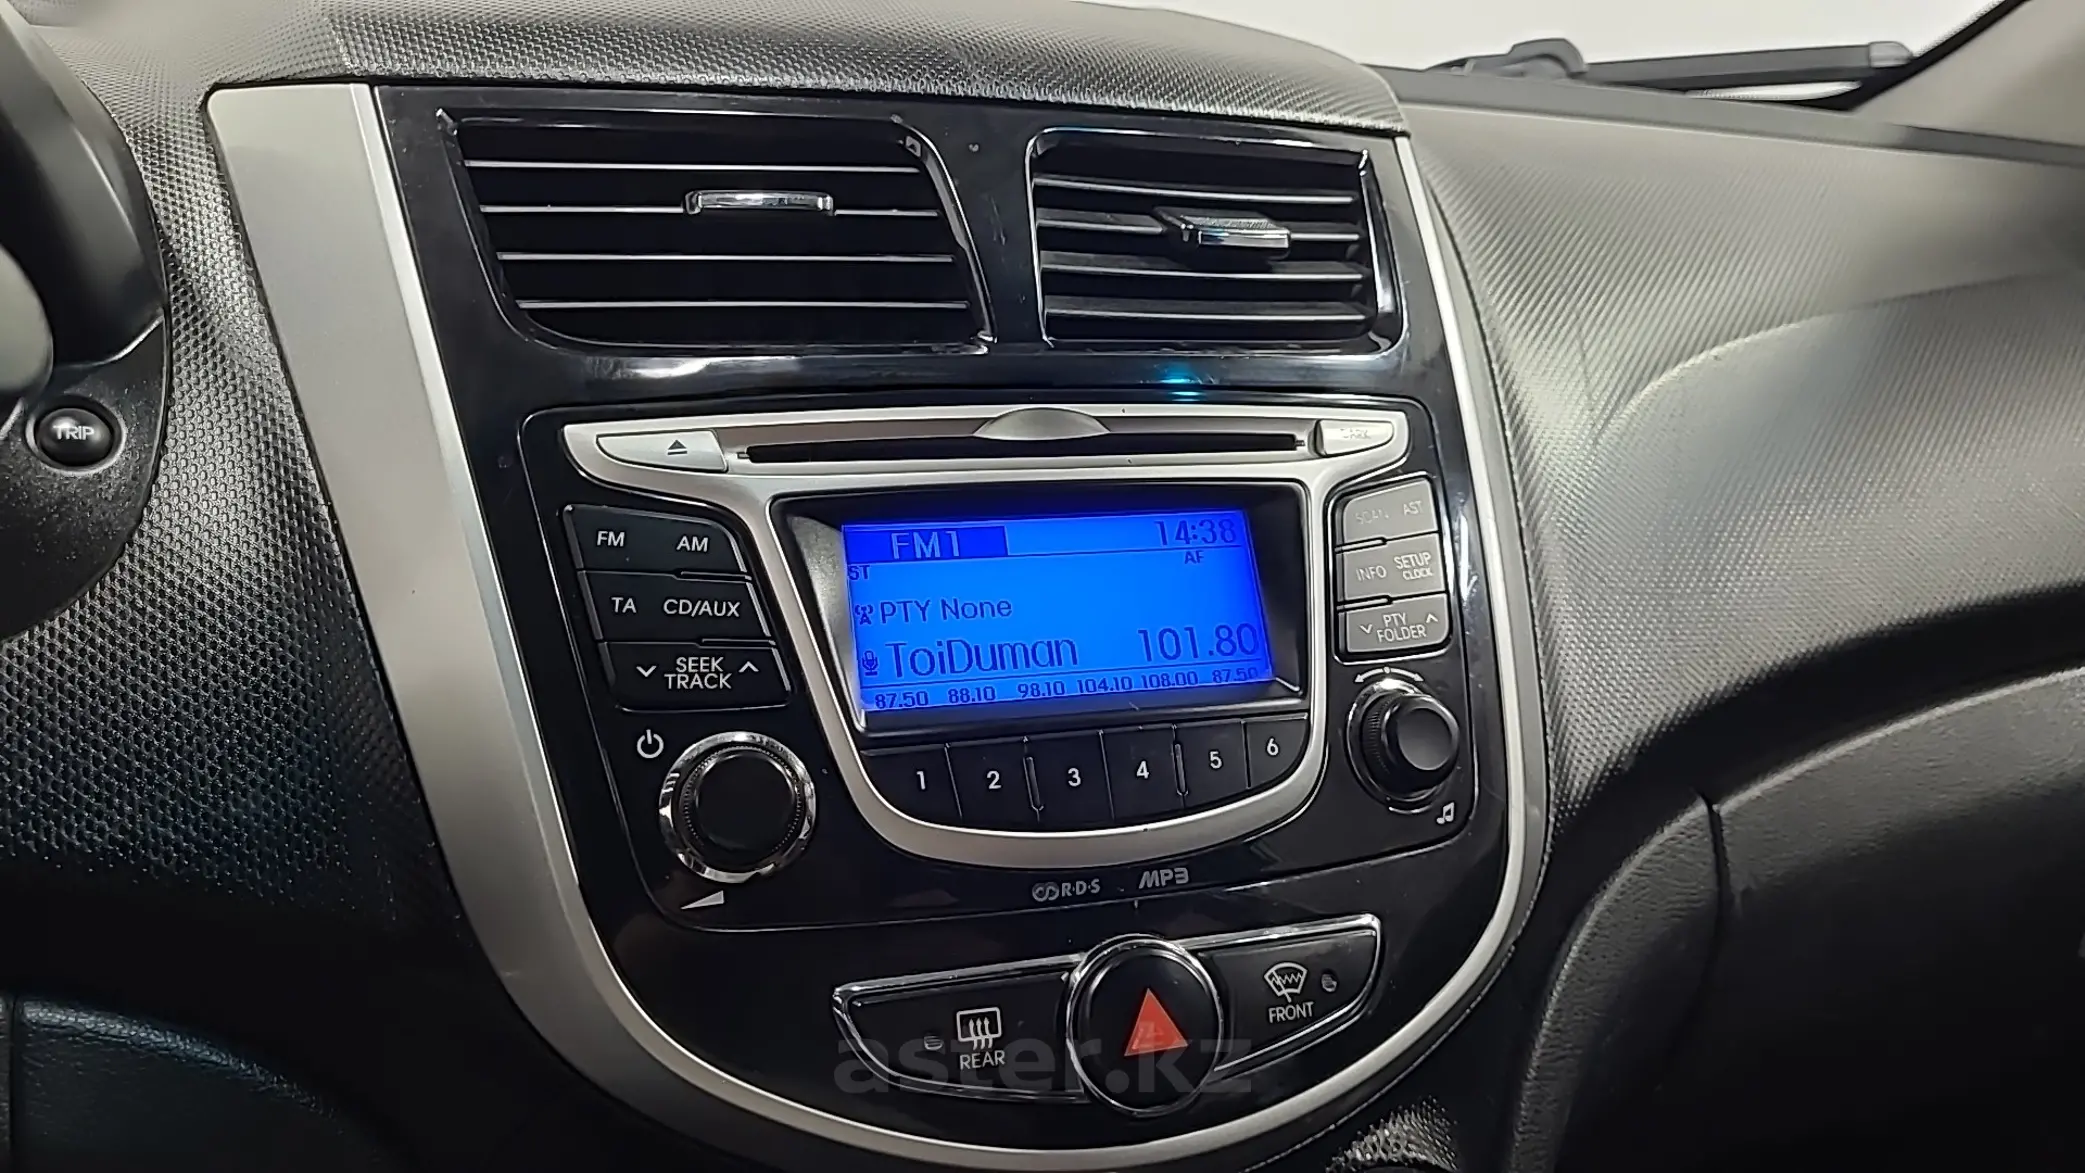 TRIP
DARK
FM AM
TA CD/AUX
SEEK
TRACK
FM1 14:38
ST AF
PTY None
ToiDuman 101.80
87.50 88.10 98.10 104.10 108.00 87.50
SCAN AST
INFO SETUP
CLOCK
PTY
FOLDER
1 2 3 4 5 6
R·D·S MP3
REAR
FRONT
aster.kz